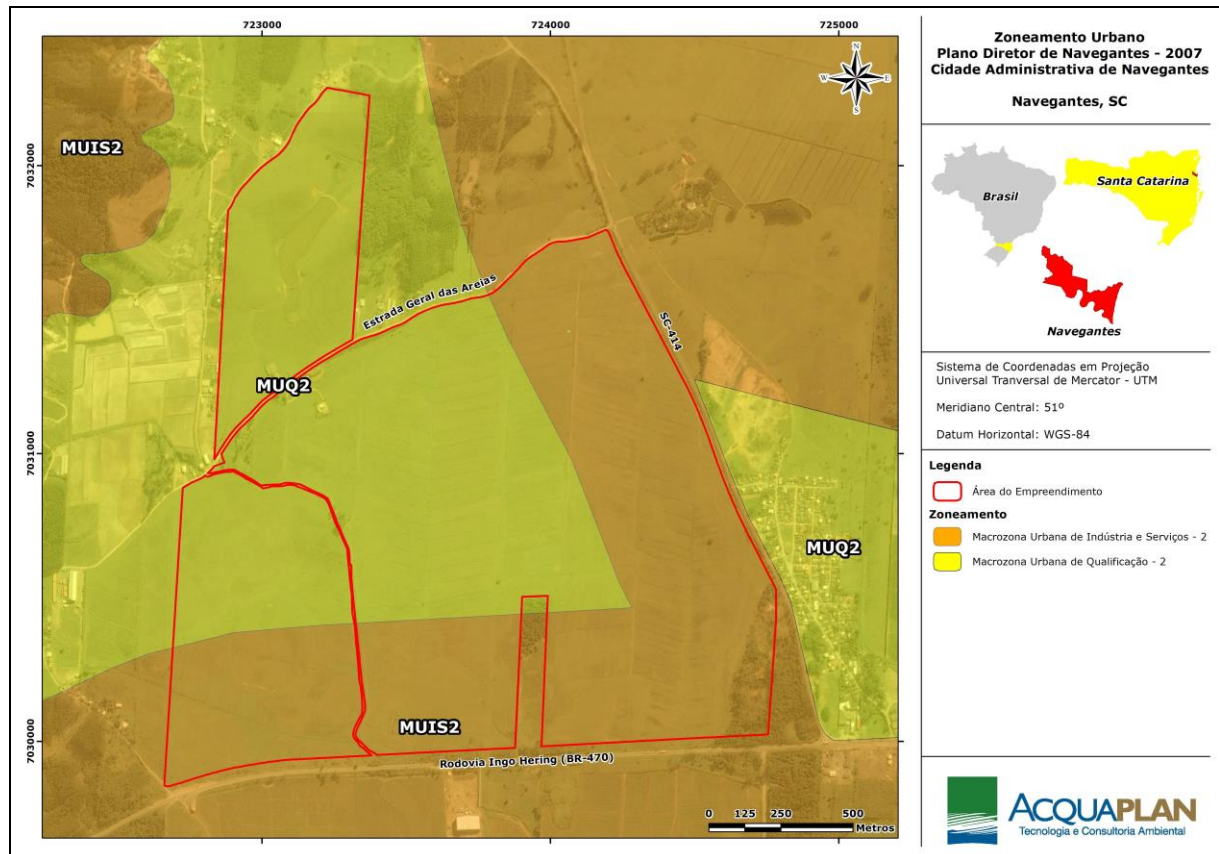 723000
724000
725000
7032000
7031000
7030000
MUIS2
N
W
E
S
Estrada Geral das Areias
SC-414
MUQ2
MUQ2
MUIS2
Rodovia Ingo Hering (BR-470)
0 125 250 500
Metros
Zoneamento Urbano
Plano Diretor de Navegantes - 2007
Cidade Administrativa de Navegantes
Navegantes, SC
Brasil
Santa Catarina
Navegantes
Sistema de Coordenadas em Projeção
Universal Tranversal de Mercator - UTM
Meridiano Central: 51º
Datum Horizontal: WGS-84
Legenda
Área do Empreendimento
Zoneamento
Macrozona Urbana de Indústria e Serviços - 2
Macrozona Urbana de Qualificação - 2
ACQUAPLAN
Tecnologia e Consultoria Ambiental